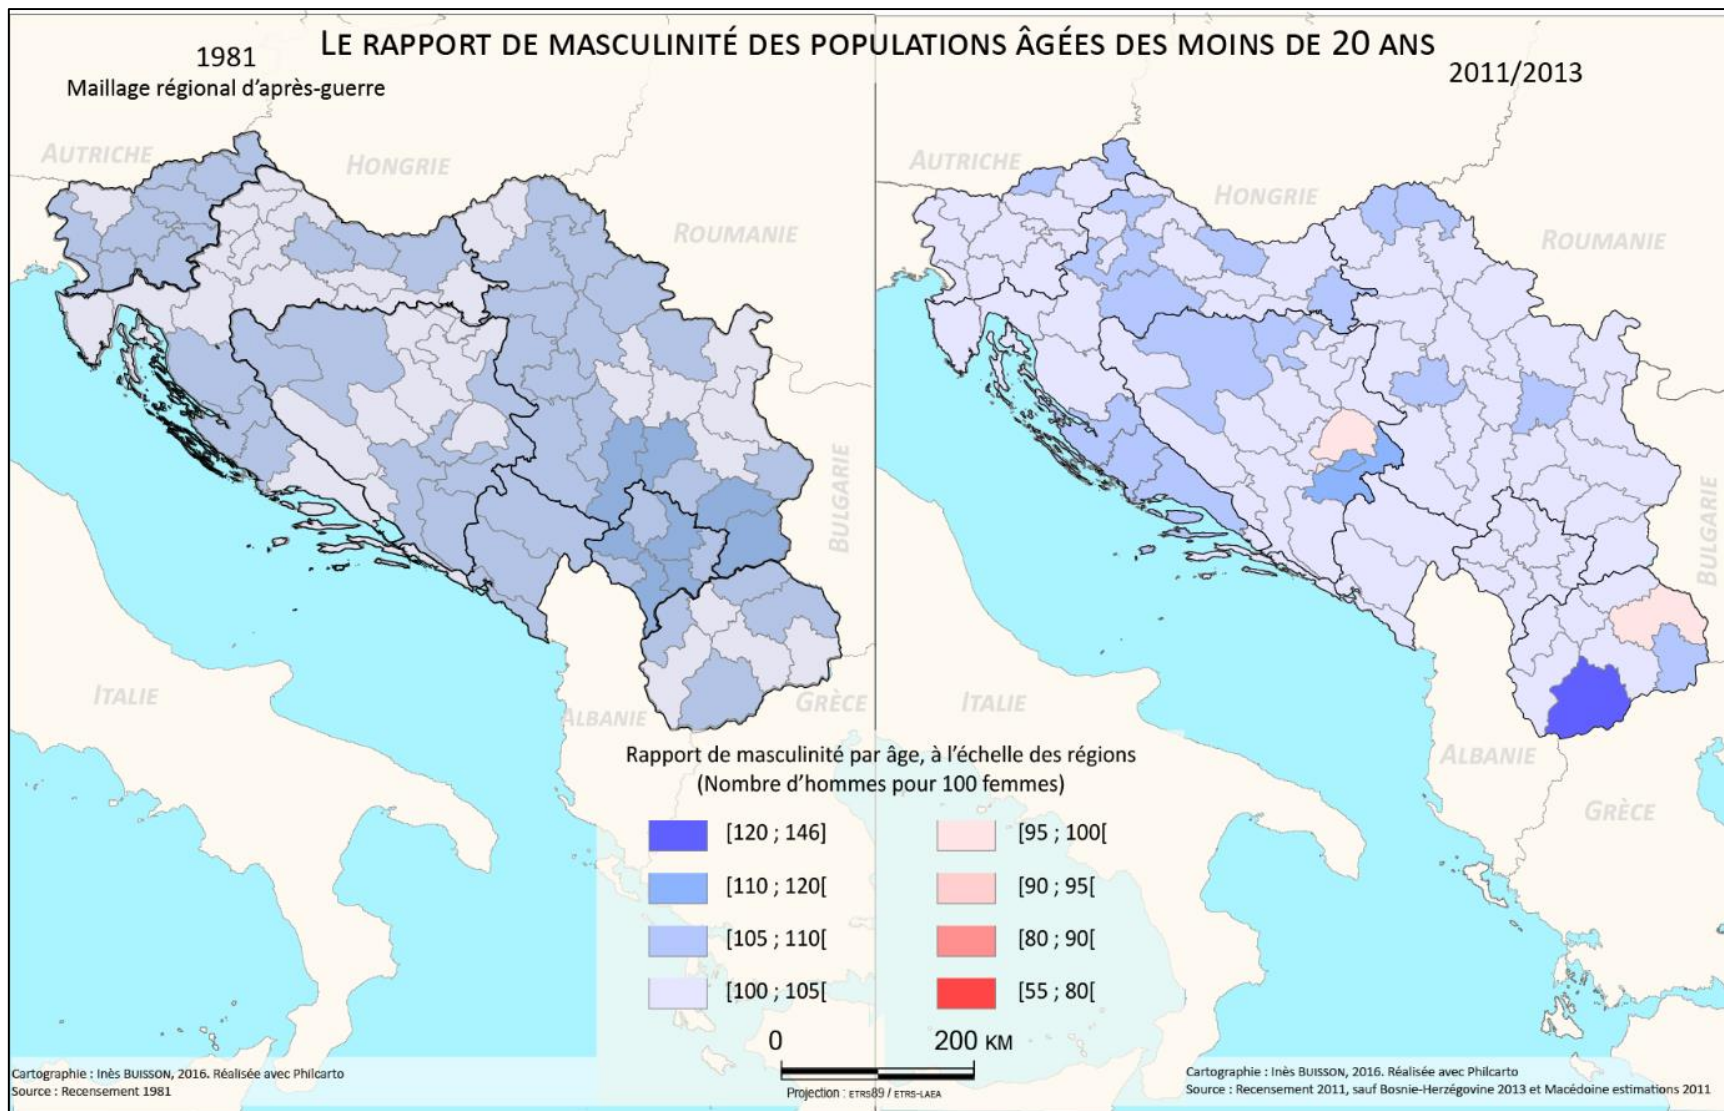 LE RAPPORT DE MASCULINITÉ DES POPULATIONS ÂGÉES DES MOINS DE 20 ANS
1981
Maillage régional d'après-guerre
2011/2013
AUTRICHE
HONGRIE
ROUMANIE
BULGARIE
ITALIE
ALBANIE
GRÈCE
AUTRICHE
HONGRIE
ROUMANIE
BULGARIE
ITALIE
ALBANIE
GRÈCE
Rapport de masculinité par âge, à l'échelle des régions
(Nombre d'hommes pour 100 femmes)
[120 ; 146]
[110 ; 120[
[105 ; 110[
[100 ; 105[
[95 ; 100[
[90 ; 95[
[80 ; 90[
[55 ; 80[
0 200 KM
Projection : ETRS89 / ETRS-LAEA
Cartographie : Inès BUISSON, 2016. Réalisée avec Philcarto
Source : Recensement 1981
Cartographie : Inès BUISSON, 2016. Réalisée avec Philcarto
Source : Recensement 2011, sauf Bosnie-Herzégovine 2013 et Macédoine estimations 2011